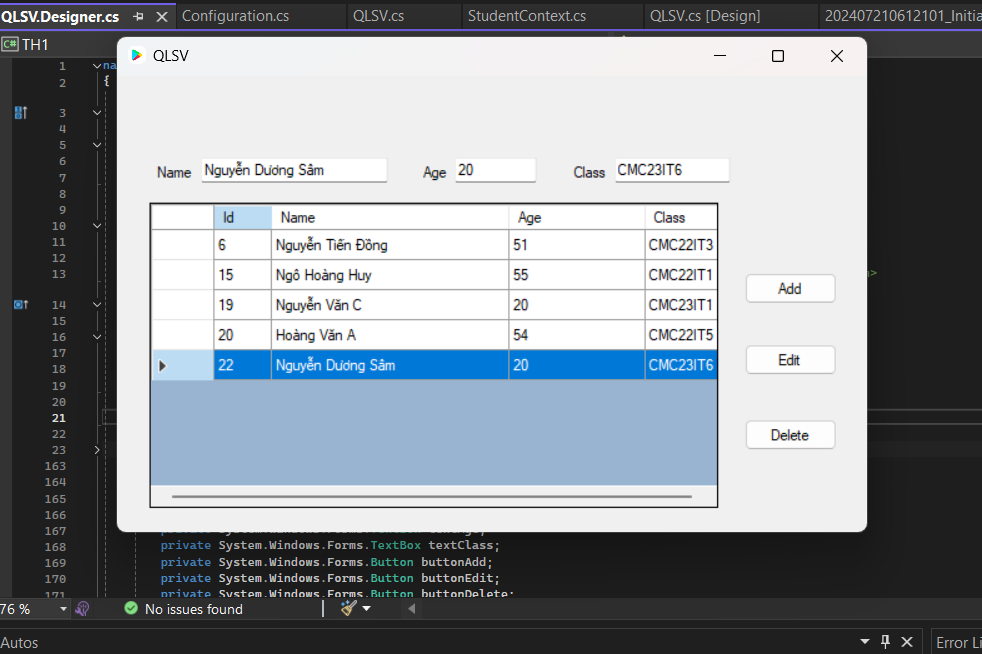 QLSV.Designer.cs Configuration.cs QLSV.cs StudentContext.cs QLSV.cs [Design] 202407210612101_Initia
C# TH1
QLSV
1 na
2 {
3
4
5
6
7
8
9
10
11
12
13 >
14
15
16
17
18
19
20
21
22
23
163
164
165
166
167
168 private System.Windows.Forms.TextBox textClass;
169 private System.Windows.Forms.Button buttonAdd;
170 private System.Windows.Forms.Button buttonEdit;
171 private System.Windows.Forms.Button buttonDelete;
Name Nguyễn Dương Sâm Age 20 Class CMC23IT6
Id Name Age Class
6 Nguyễn Tiến Đồng 51 CMC22IT3
15 Ngô Hoàng Huy 55 CMC22IT1
19 Nguyễn Văn C 20 CMC23IT1
20 Hoàng Văn A 54 CMC22IT5
22 Nguyễn Dương Sâm 20 CMC23IT6
Add
Edit
Delete
76 % No issues found
Autos Error Li